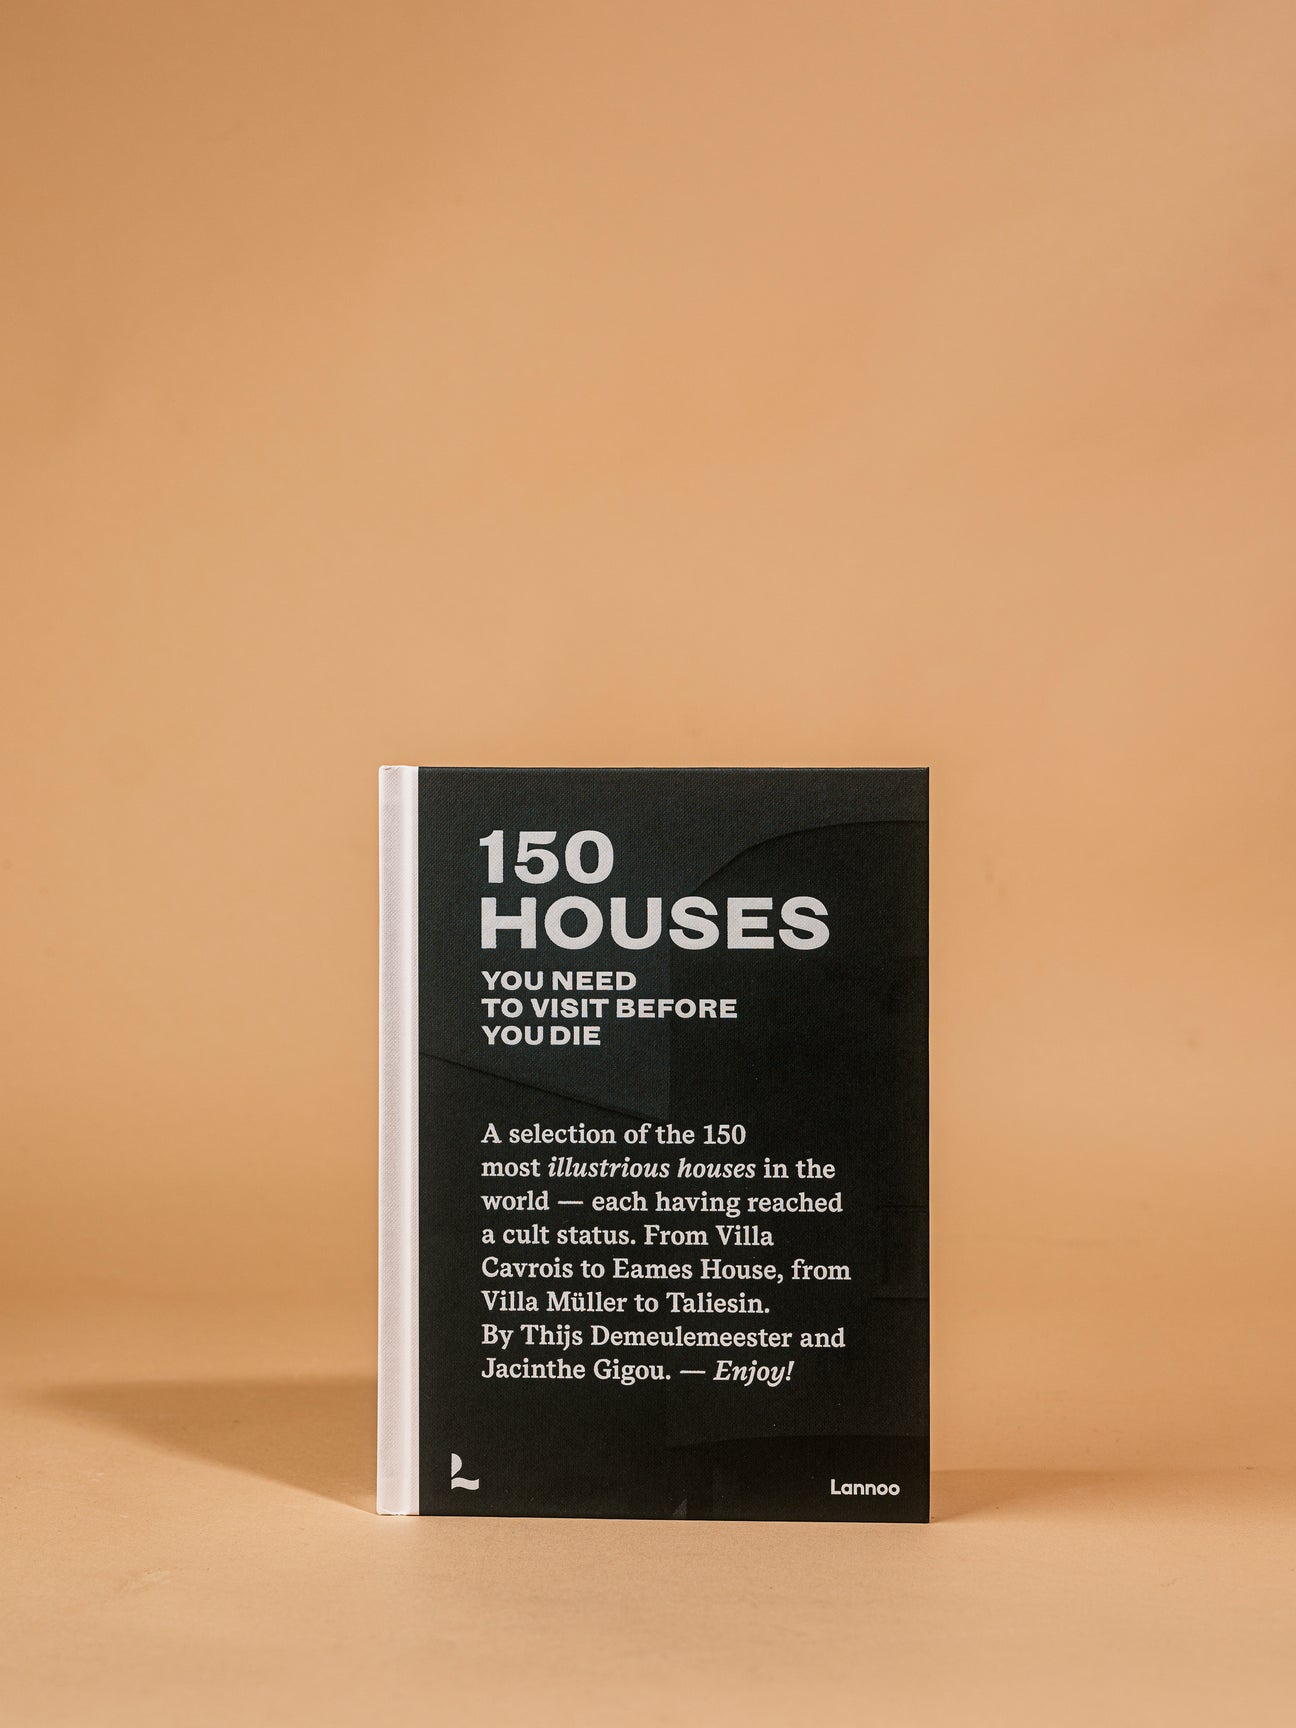 150
HOUSES
YOU NEED
TO VISIT BEFORE
YOU DIE
A selection of the 150
most illustrious houses in the
world — each having reached
a cult status. From Villa
Cavrois to Eames House, from
Villa Müller to Taliesin.
By Thijs Demeulemeester and
Jacinthe Gigou. — Enjoy!
Lannoo